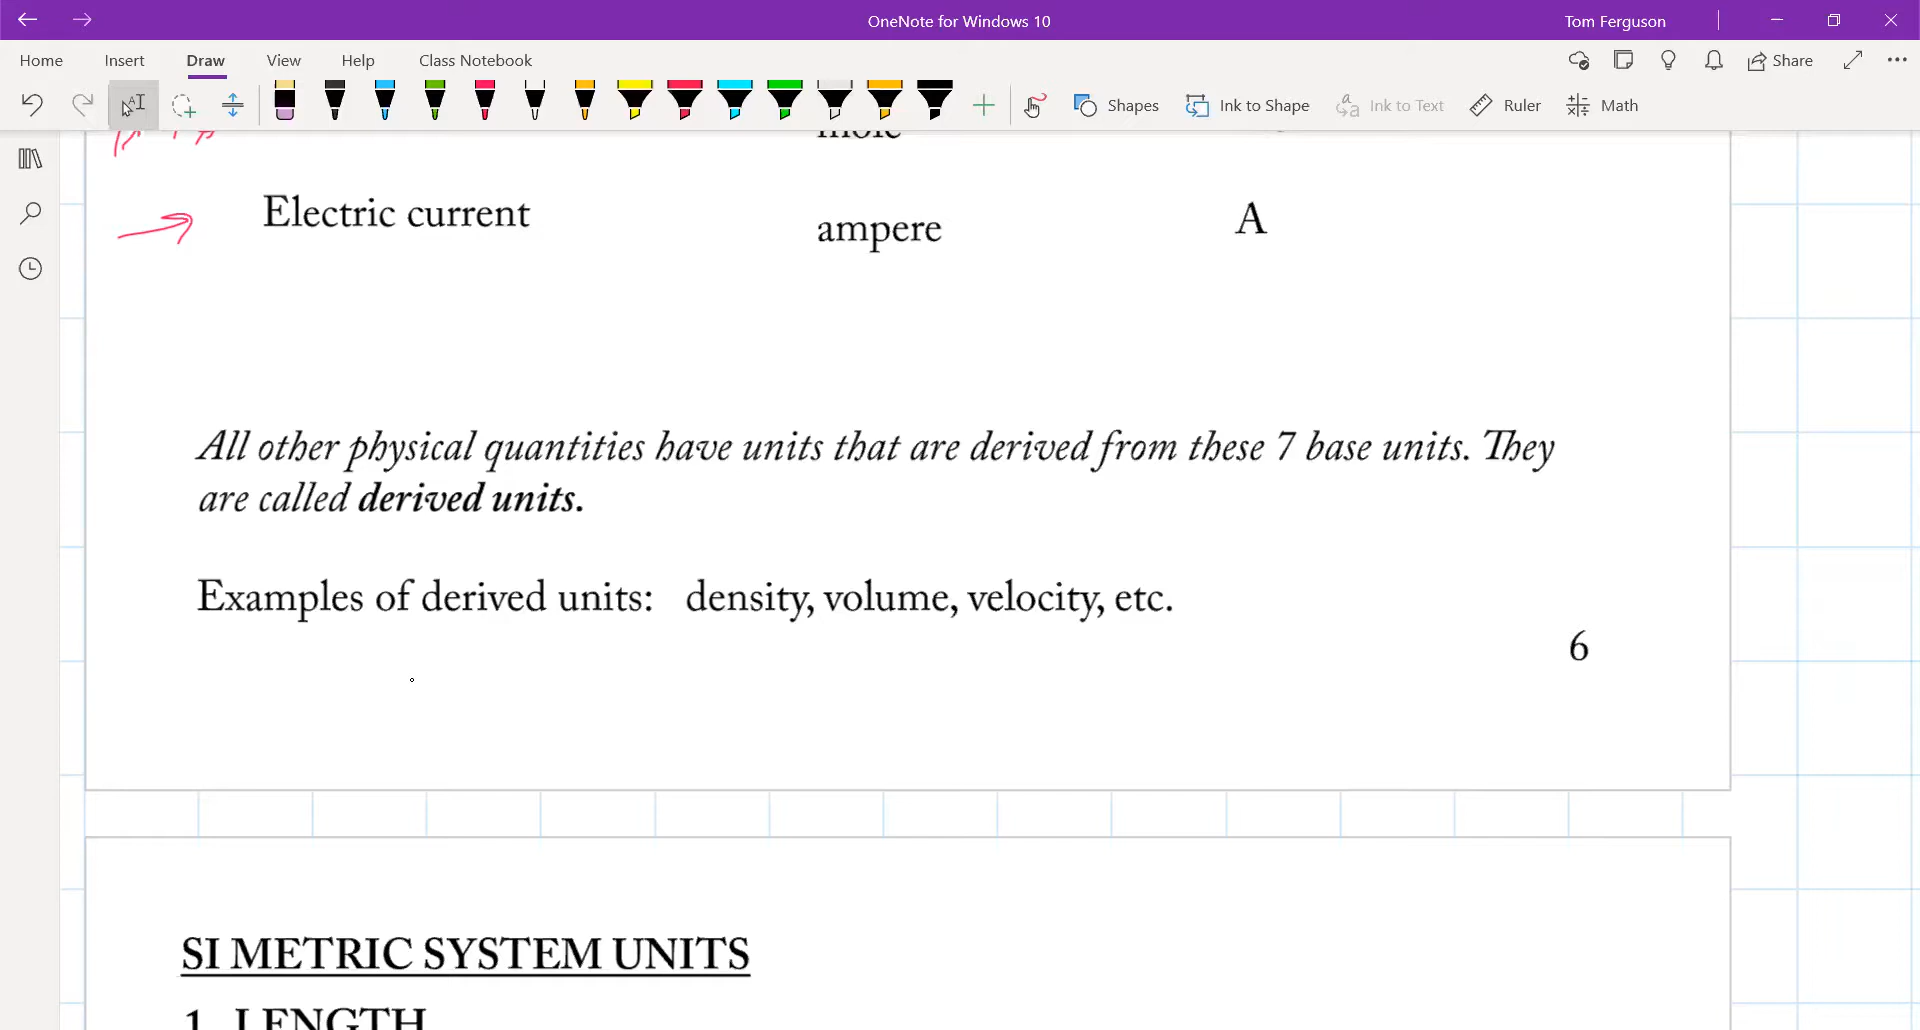 OneNote for Windows 10
Tom Ferguson
Home Insert Draw View Help Class Notebook
Share
Shapes Ink to Shape Ink to Text Ruler Math
mole
Electric current ampere A
All other physical quantities have units that are derived from these 7 base units. They
are called derived units.
Examples of derived units: density, volume, velocity, etc.
6
SI METRIC SYSTEM UNITS
1. LENGTH